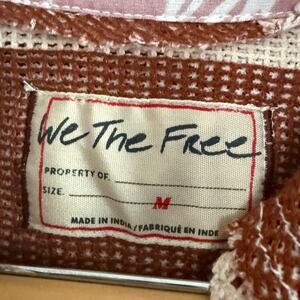 We The Free
PROPERTY OF.
SIZE. M
MADE IN INDIA / FABRIQUÉ EN INDE